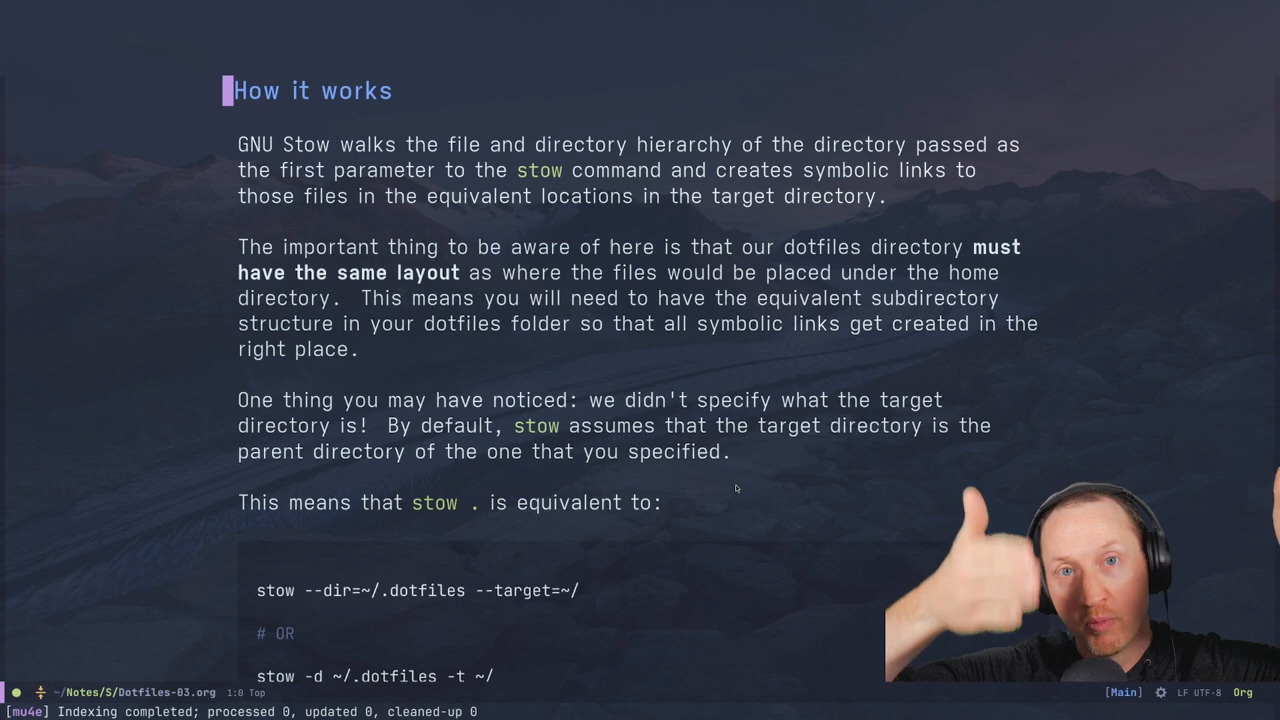 How it works
GNU Stow walks the file and directory hierarchy of the directory passed as
the first parameter to the stow command and creates symbolic links to
those files in the equivalent locations in the target directory.
The important thing to be aware of here is that our dotfiles directory must
have the same layout as where the files would be placed under the home
directory.  This means you will need to have the equivalent subdirectory
structure in your dotfiles folder so that all symbolic links get created in the
right place.
One thing you may have noticed: we didn't specify what the target
directory is!  By default, stow assumes that the target directory is the
parent directory of the one that you specified.
This means that stow . is equivalent to:
stow --dir=~/.dotfiles --target=~/
# OR
stow -d ~/.dotfiles -t ~/
~/Notes/S/Dotfiles-03.org 1:0 Top [Main] LF UTF-8 Org
[mu4e] Indexing completed; processed 0, updated 0, cleaned-up 0